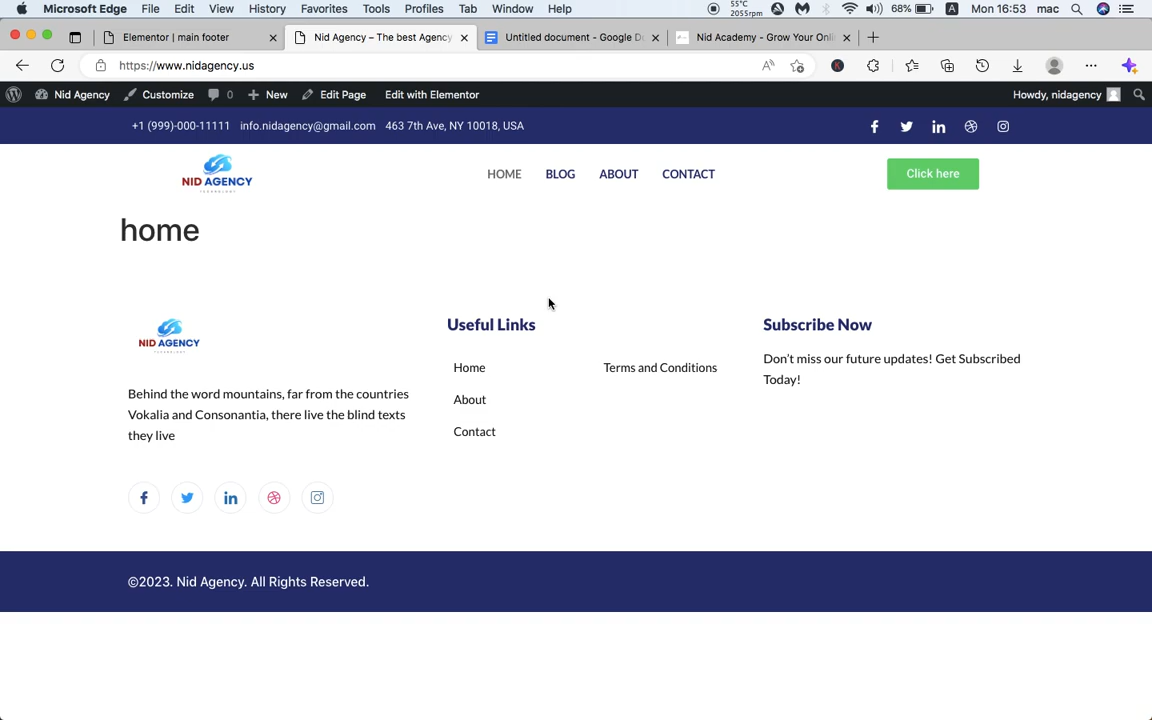 Microsoft Edge File Edit View History Favorites Tools Profiles Tab Window Help 55°C 2055rpm 68% A Mon 16:53 mac
Elementor | main footer
Nid Agency – The best Agency
Untitled document - Google D
Nid Academy - Grow Your Onli
https://www.nidagency.us
Nid Agency Customize 0 New Edit Page Edit with Elementor Howdy, nidagency
+1 (999)-000-11111 info.nidagency@gmail.com 463 7th Ave, NY 10018, USA
NID AGENCY
TECHNOLOGY
HOME BLOG ABOUT CONTACT
Click here
home
NID AGENCY
TECHNOLOGY
Behind the word mountains, far from the countries
Vokalia and Consonantia, there live the blind texts
they live
Useful Links
Home
About
Contact
Terms and Conditions
Subscribe Now
Don't miss our future updates! Get Subscribed
Today!
©2023. Nid Agency. All Rights Reserved.